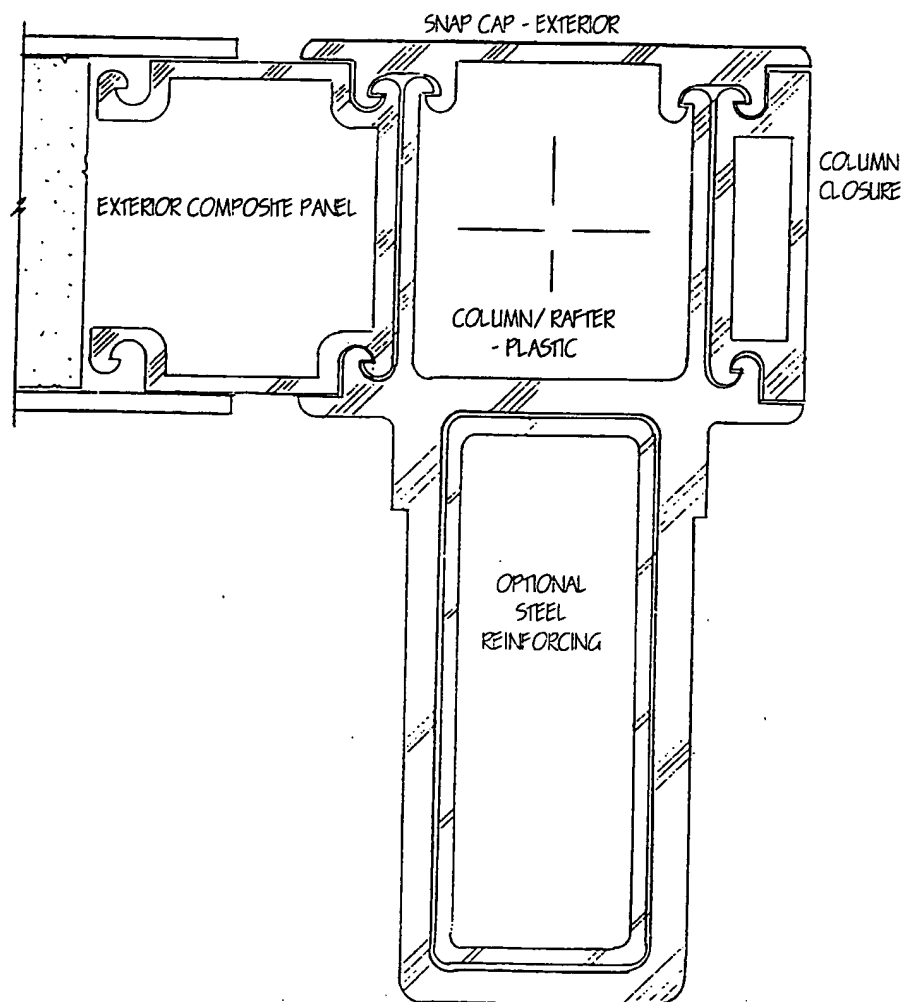 SNAP CAP - EXTERIOR
COLUMN
CLOSURE
EXTERIOR COMPOSITE PANEL
COLUMN/ RAFTER
- PLASTIC
OPTIONAL
STEEL
REINFORCING